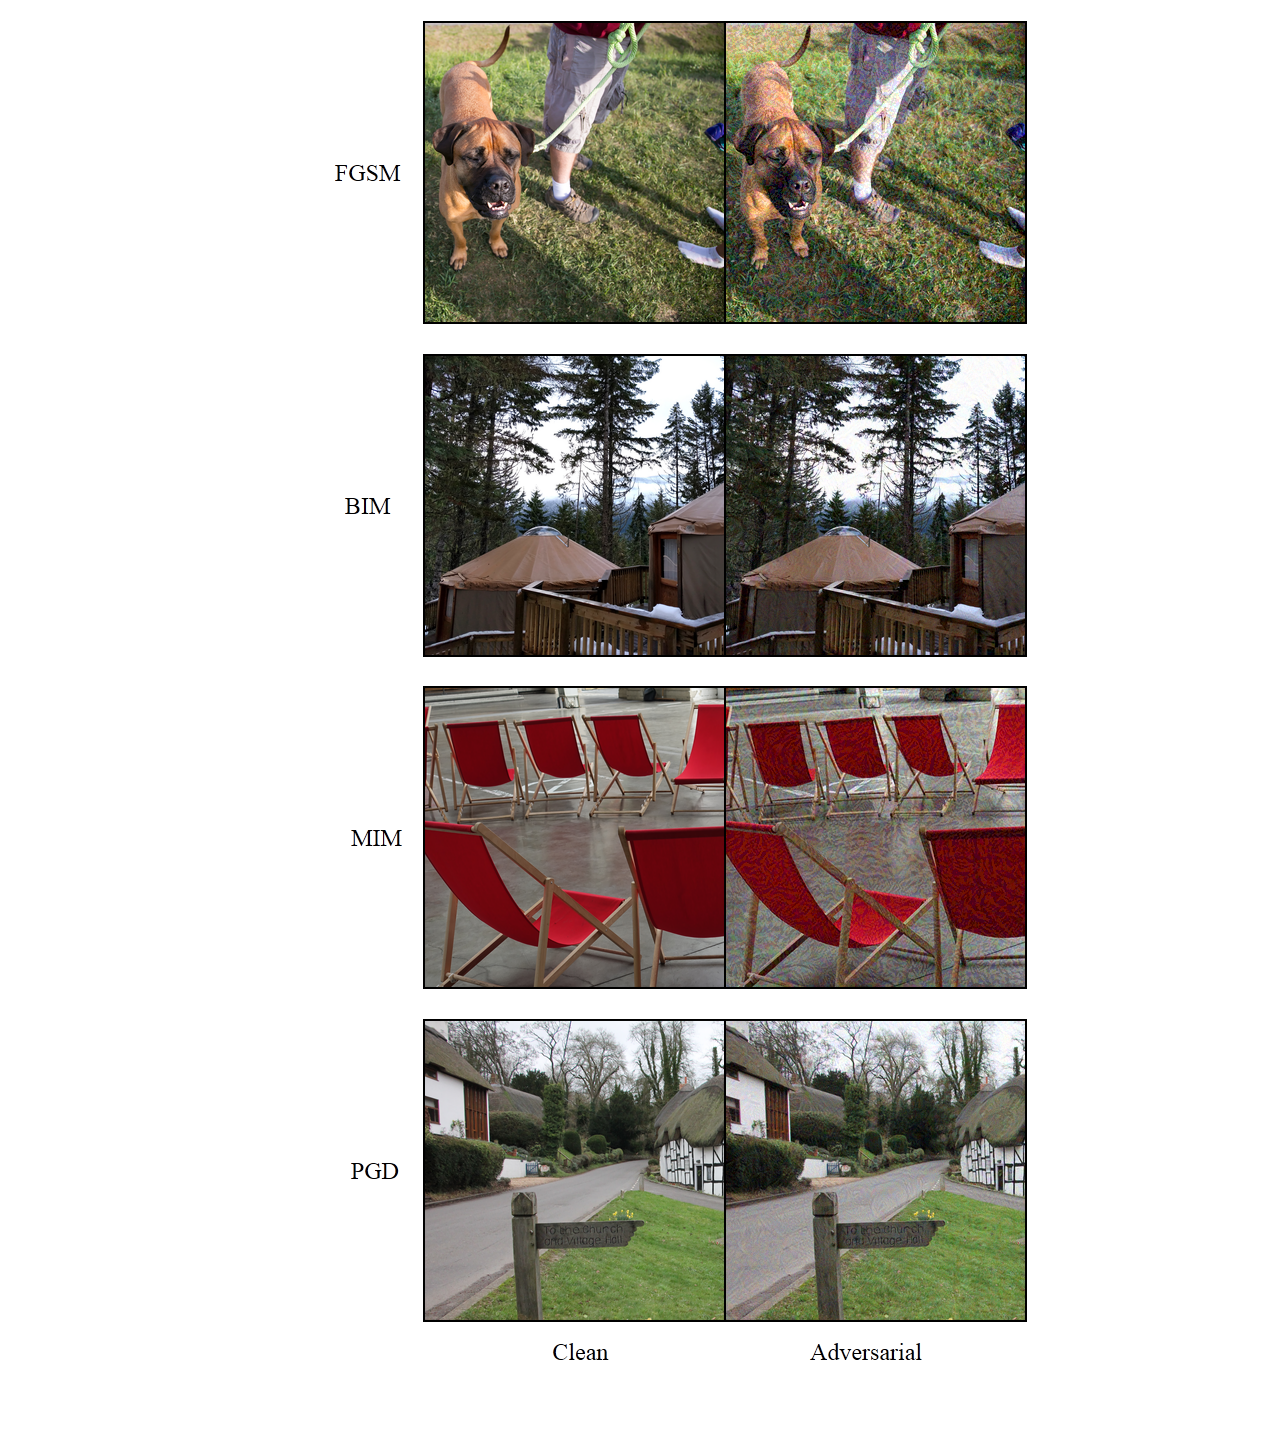 FGSM
BIM
MIM
PGD
To the Church
and Village Hall
To the Church
and Village Hall
Clean
Adversarial